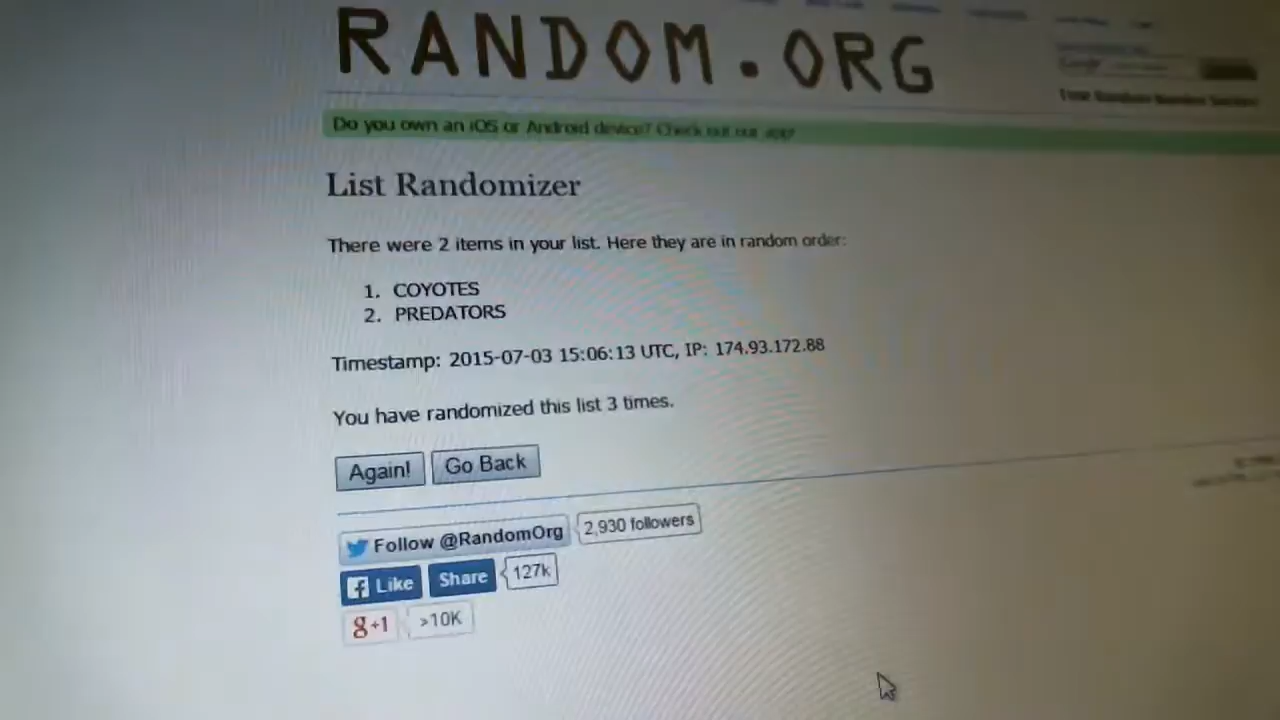 RANDOM.ORG
Do you own an iOS or Android device? Check out our app!
List Randomizer
There were 2 items in your list. Here they are in random order:
1. COYOTES
2. PREDATORS
Timestamp: 2015-07-03 15:06:13 UTC, IP: 174.93.172.88
You have randomized this list 3 times.
Again! Go Back
Follow @RandomOrg 2,930 followers
Like Share 127k
g+1 >10K